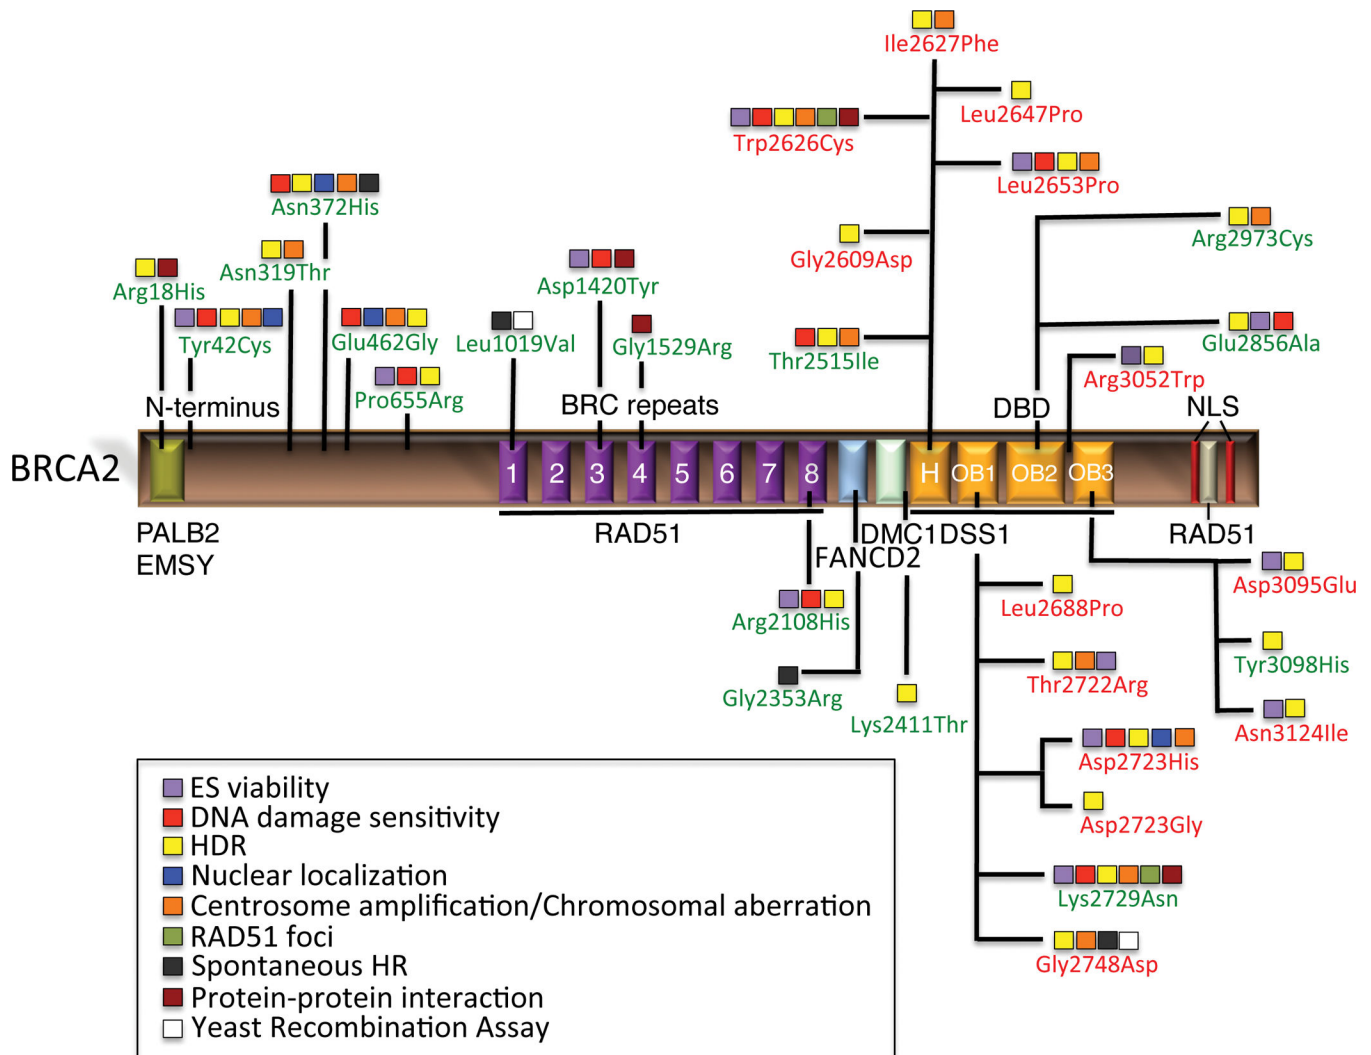 Ile2627Phe
Leu2647Pro
Trp2626Cys
Leu2653Pro
Asn372His
Arg2973Cys
Asn319Thr
Gly2609Asp
Arg18His
Asp1420Tyr
Tyr42Cys
Glu462Gly
Leu1019Val
Gly1529Arg
Thr2515Ile
Glu2856Ala
Arg3052Trp
Pro655Arg
N-terminus
BRC repeats
DBD
NLS
BRCA2
1 2 3 4 5 6 7 8 H OB1 OB2 OB3
PALB2
EMSY
RAD51
DMC1 DSS1
RAD51
FANCD2
Asp3095Glu
Leu2688Pro
Arg2108His
Tyr3098His
Thr2722Arg
Gly2353Arg
Lys2411Thr
Asn3124Ile
Asp2723His
Asp2723Gly
Lys2729Asn
Gly2748Asp
ES viability
DNA damage sensitivity
HDR
Nuclear localization
Centrosome amplification/Chromosomal aberration
RAD51 foci
Spontaneous HR
Protein-protein interaction
Yeast Recombination Assay